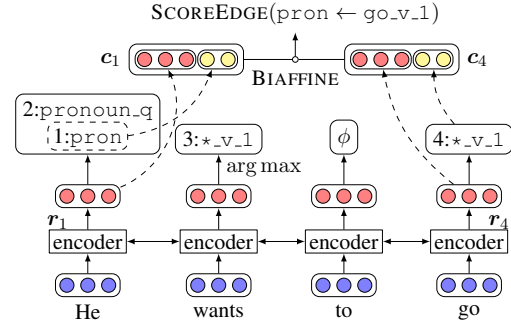 SCOREEDGE(pron ← go_v_1)
c1 c4
BIAFFINE
2:pronoun_q
1:pron 3:*_v_1 ϕ 4:*_v_1
arg max
r1 r4
encoder encoder encoder encoder
He wants to go